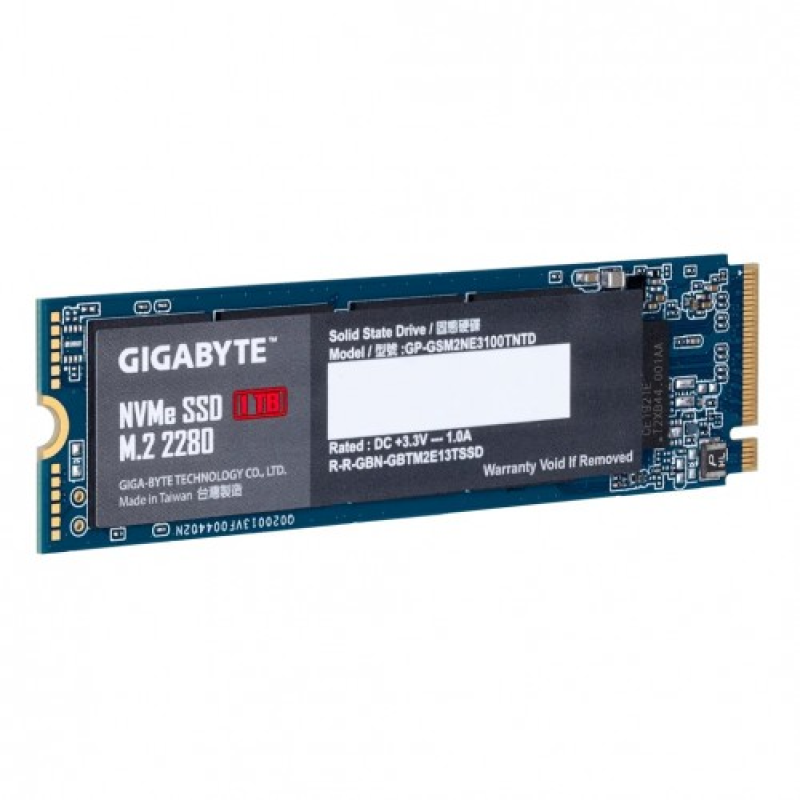 GIGABYTE™
NVMe SSD 1TB
M.2 2280
GIGA-BYTE TECHNOLOGY CO., LTD.
Made in Taiwan 台灣製造
Solid State Drive / 固態硬碟
Model / 型號 :GP-GSM2NE3100TNTD
Rated : DC +3.3V --- 1.0A
R-R-GBN-GBTM2E13TSSD
Warranty Void If Removed